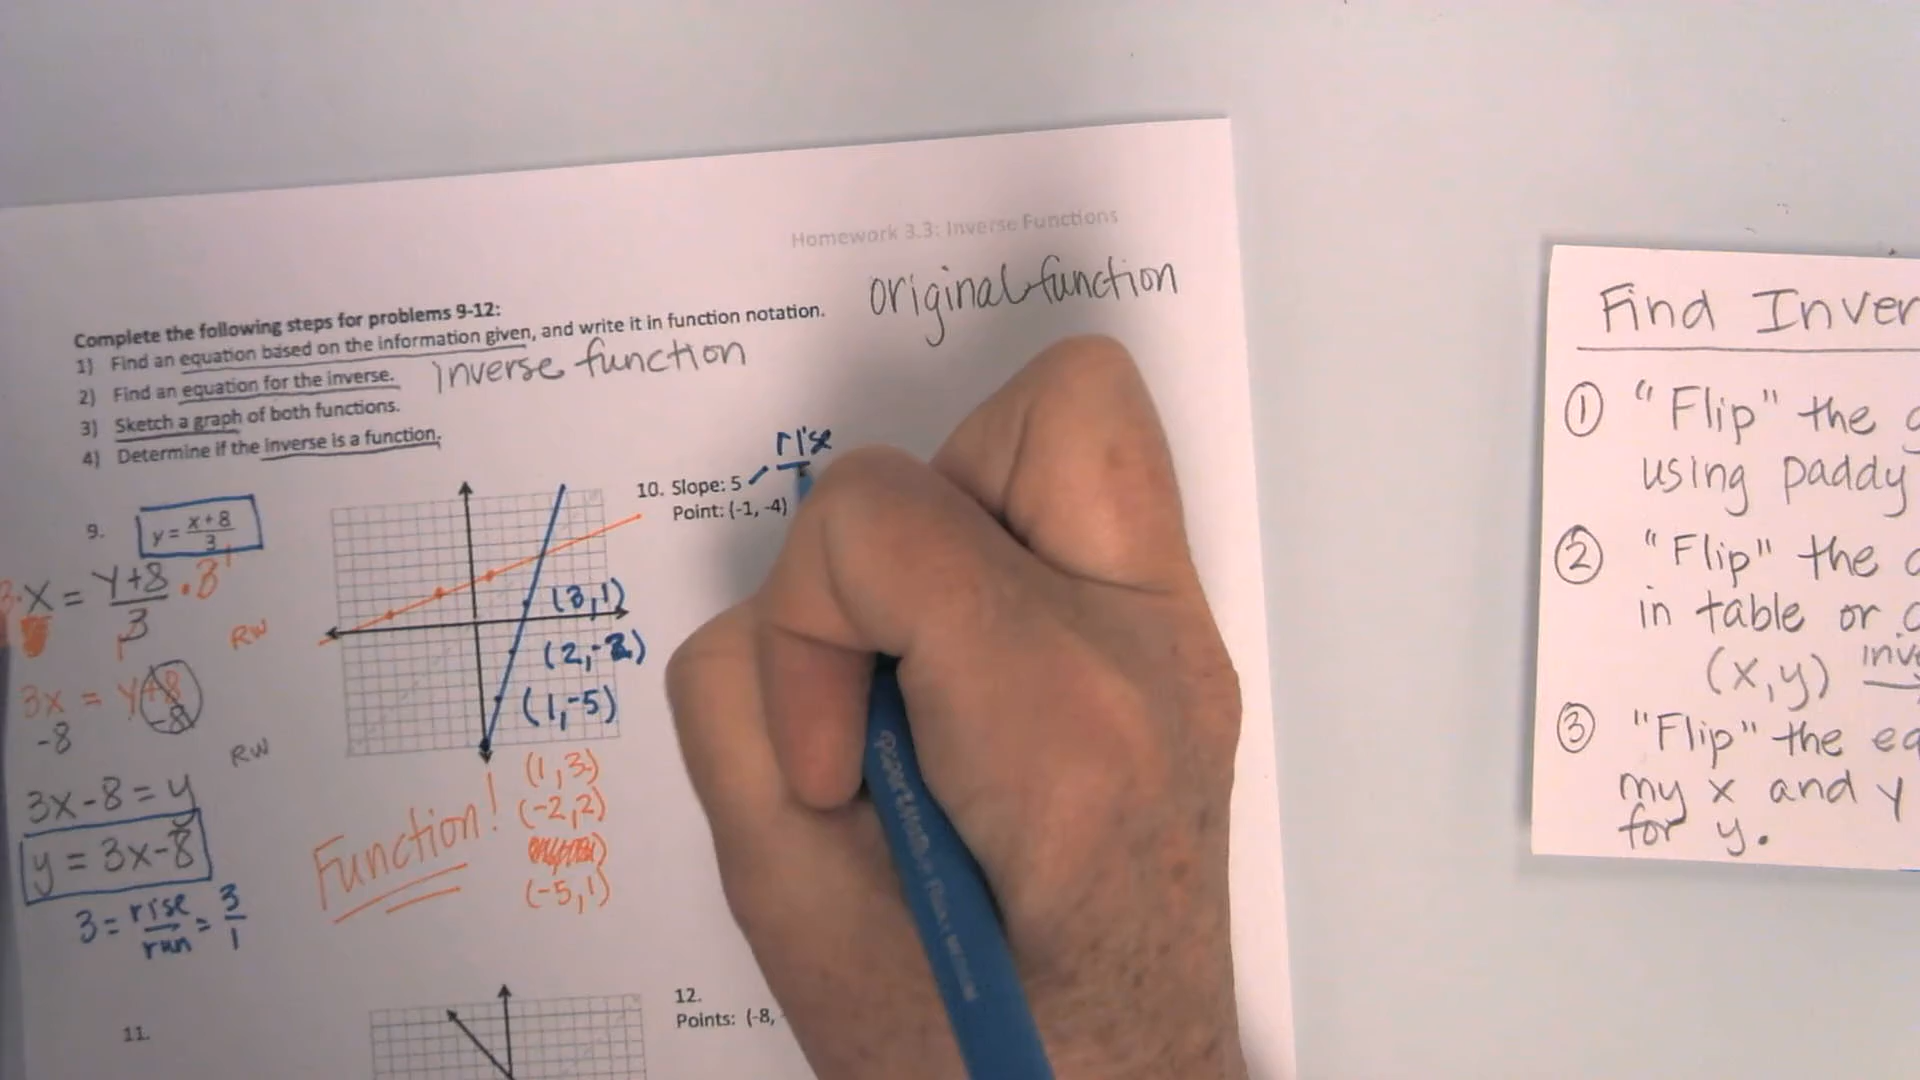 Homework 3.3: Inverse Functions
original function
Complete the following steps for problems 9-12:
1) Find an equation based on the information given, and write it in function notation.
2) Find an equation for the inverse.
inverse function
3) Sketch a graph of both functions.
4) Determine if the inverse is a function.
9. y = x+8 / 3
x = y+8 / 3 · 3
RW
3x = y+8
-8 -8
RW
3x-8 = y
y = 3x-8
3 = rise / run = 3 / 1
(3,1)
(2,-2)
(1,-5)
Function!
(1,3)
(-2,2)
(-5,1)
10. Slope: 5
rise
Point: (-1, -4)
11.
12.
Points: (-8,
Find Inver
① "Flip" the
using paddy
② "Flip" the
in table or
(x,y) inv
③ "Flip" the eq
my x and y
for y.
PAPERMATE